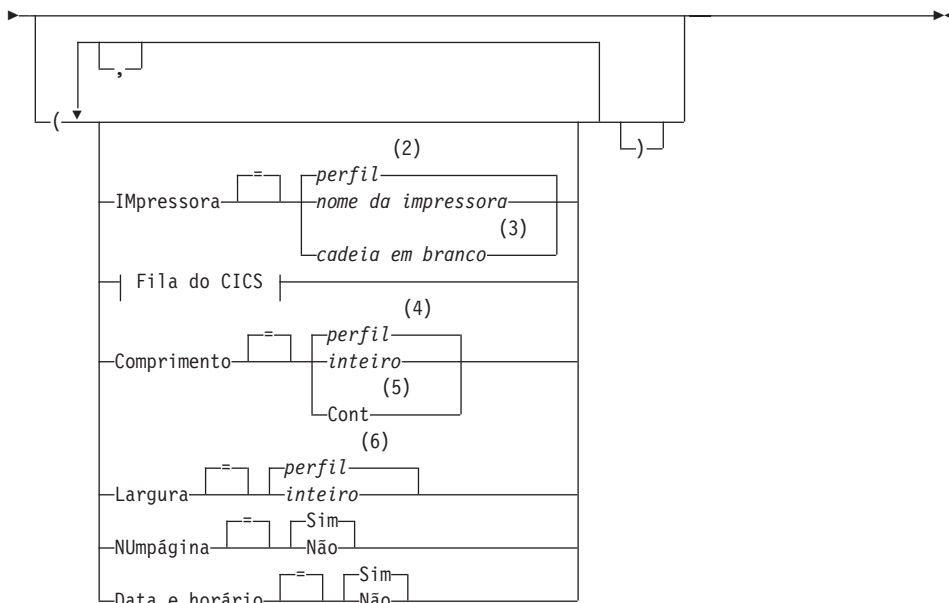 ,
(
)
(2)
=
perfil
IMpressora
nome da impressora
(3)
cadeia em branco
Fila do CICS
(4)
=
perfil
Comprimento
inteiro
(5)
Cont
(6)
=
perfil
Largura
inteiro
=
Sim
NUmpágina
Não
=
Sim
Data e horário
Não